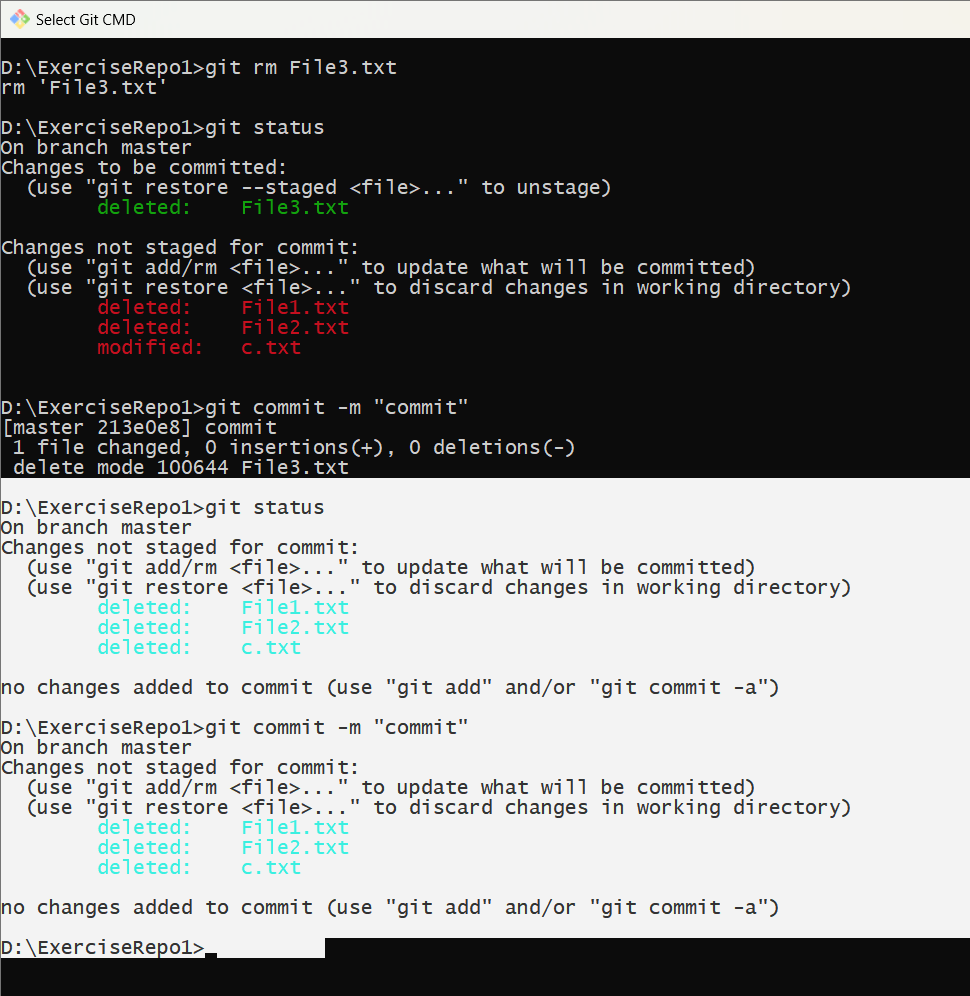 Select Git CMD
D:\ExerciseRepo1>git rm File3.txt
rm 'File3.txt'
D:\ExerciseRepo1>git status
On branch master
Changes to be committed:
  (use "git restore --staged <file>..." to unstage)
        deleted:    File3.txt
Changes not staged for commit:
  (use "git add/rm <file>..." to update what will be committed)
  (use "git restore <file>..." to discard changes in working directory)
        deleted:    File1.txt
        deleted:    File2.txt
        modified:   c.txt
D:\ExerciseRepo1>git commit -m "commit"
[master 213e0e8] commit
 1 file changed, 0 insertions(+), 0 deletions(-)
 delete mode 100644 File3.txt
D:\ExerciseRepo1>git status
On branch master
Changes not staged for commit:
  (use "git add/rm <file>..." to update what will be committed)
  (use "git restore <file>..." to discard changes in working directory)
        deleted:    File1.txt
        deleted:    File2.txt
        deleted:    c.txt
no changes added to commit (use "git add" and/or "git commit -a")
D:\ExerciseRepo1>git commit -m "commit"
On branch master
Changes not staged for commit:
  (use "git add/rm <file>..." to update what will be committed)
  (use "git restore <file>..." to discard changes in working directory)
        deleted:    File1.txt
        deleted:    File2.txt
        deleted:    c.txt
no changes added to commit (use "git add" and/or "git commit -a")
D:\ExerciseRepo1>